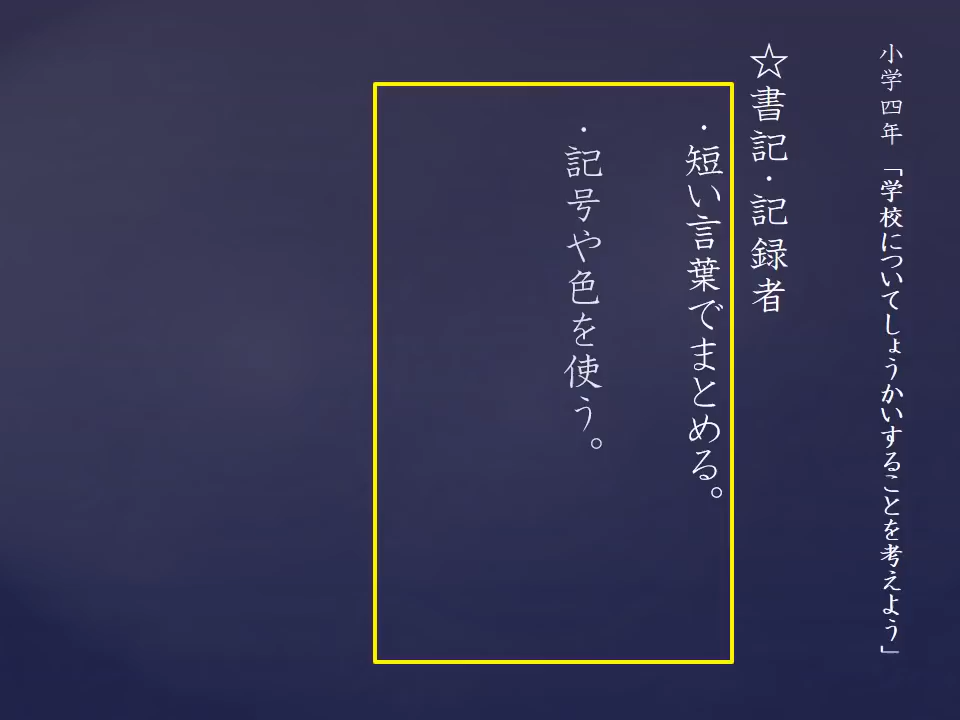 小学四年 「学校についてしょうかいすることを考えよう」
☆書記・記録者
・短い言葉でまとめる。
・記号や色を使う。